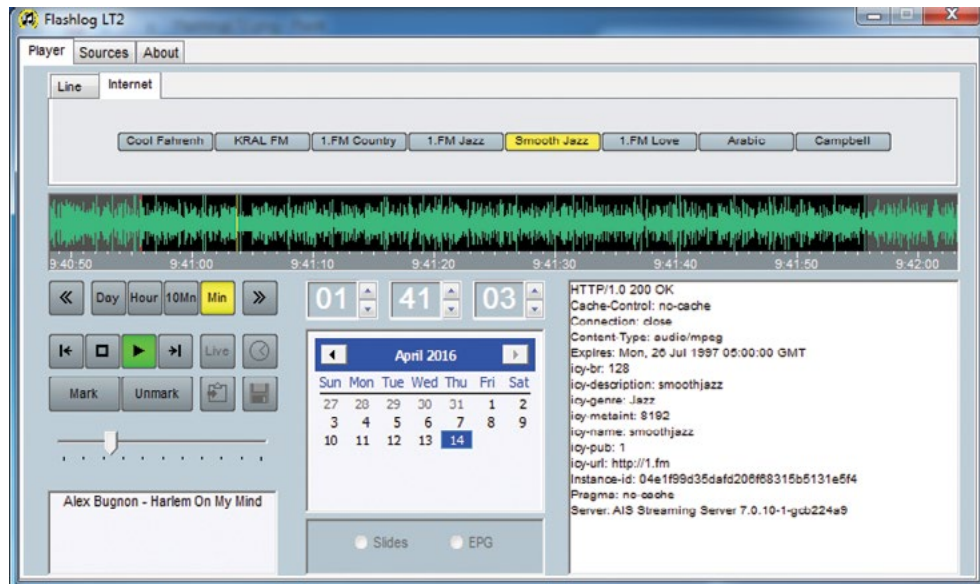 Flashlog LT2
Player Sources About
Line Internet
Cool Fahrenh KRAL FM 1.FM Country 1.FM Jazz Smooth Jazz 1.FM Love Arabic Campbell
9:40:50 9:41:00 9:41:10 9:41:20 9:41:30 9:41:40 9:41:50 9:42:00
Day Hour 10Mn Min
01 41 03
Live
Mark Unmark
Alex Bugnon - Harlem On My Mind
April 2016
Sun Mon Tue Wed Thu Fri Sat
27 28 29 30 31 1 2
3 4 5 6 7 8 9
10 11 12 13 14
Slides EPG
HTTP/1.0 200 OK
Cache-Control: no-cache
Connection: close
Content-Type: audio/mpeg
Expires: Mon, 26 Jul 1997 05:00:00 GMT
icy-br: 128
icy-description: smoothjazz
icy-genre: Jazz
icy-metaint: 8192
icy-name: smoothjazz
icy-pub: 1
icy-url: http://1.fm
Instance-id: 04e1f99d35dafd206f68315b5131e5f4
Pragma: no-cache
Server: AIS Streaming Server 7.0.10-1-gcb224a9